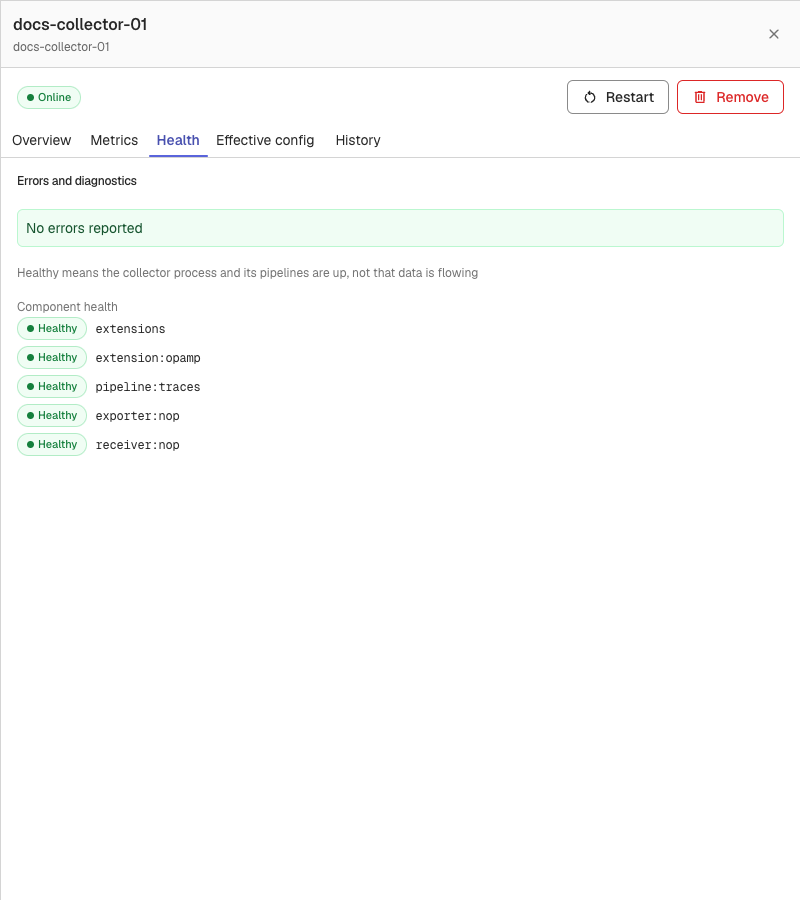 docs-collector-01
docs-collector-01
Online
Restart
Remove
Overview Metrics Health Effective config History
Errors and diagnostics
No errors reported
Healthy means the collector process and its pipelines are up, not that data is flowing
Component health
Healthy extensions
Healthy extension:opamp
Healthy pipeline:traces
Healthy exporter:nop
Healthy receiver:nop